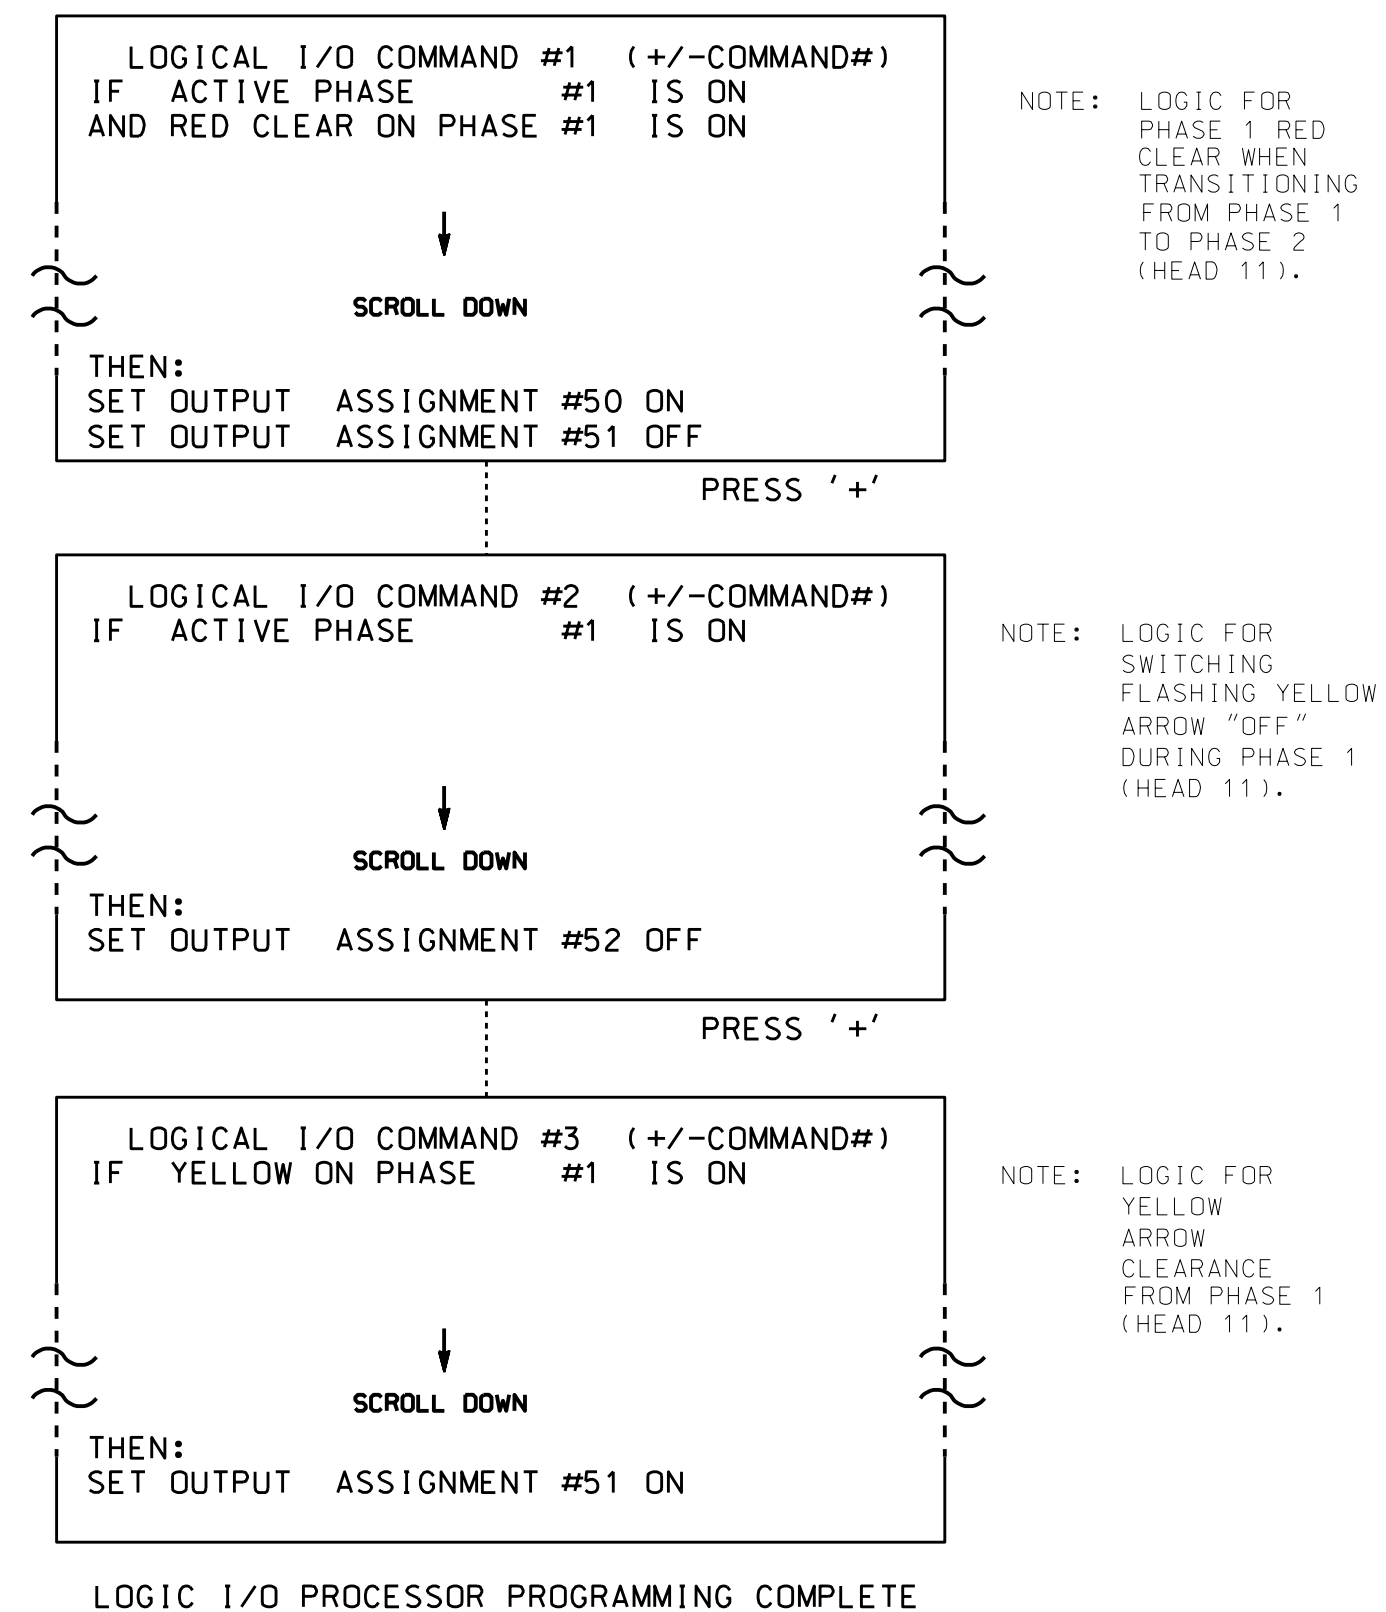 LOGICAL I/O COMMAND #1 (+/-COMMAND#)
IF ACTIVE PHASE #1 IS ON
AND RED CLEAR ON PHASE #1 IS ON
SCROLL DOWN
THEN:
SET OUTPUT ASSIGNMENT #50 ON
SET OUTPUT ASSIGNMENT #51 OFF
NOTE: LOGIC FOR
PHASE 1 RED
CLEAR WHEN
TRANSITIONING
FROM PHASE 1
TO PHASE 2
(HEAD 11).
PRESS '+'
LOGICAL I/O COMMAND #2 (+/-COMMAND#)
IF ACTIVE PHASE #1 IS ON
SCROLL DOWN
THEN:
SET OUTPUT ASSIGNMENT #52 OFF
NOTE: LOGIC FOR
SWITCHING
FLASHING YELLOW
ARROW "OFF"
DURING PHASE 1
(HEAD 11).
PRESS '+'
LOGICAL I/O COMMAND #3 (+/-COMMAND#)
IF YELLOW ON PHASE #1 IS ON
SCROLL DOWN
THEN:
SET OUTPUT ASSIGNMENT #51 ON
NOTE: LOGIC FOR
YELLOW
ARROW
CLEARANCE
FROM PHASE 1
(HEAD 11).
LOGIC I/O PROCESSOR PROGRAMMING COMPLETE